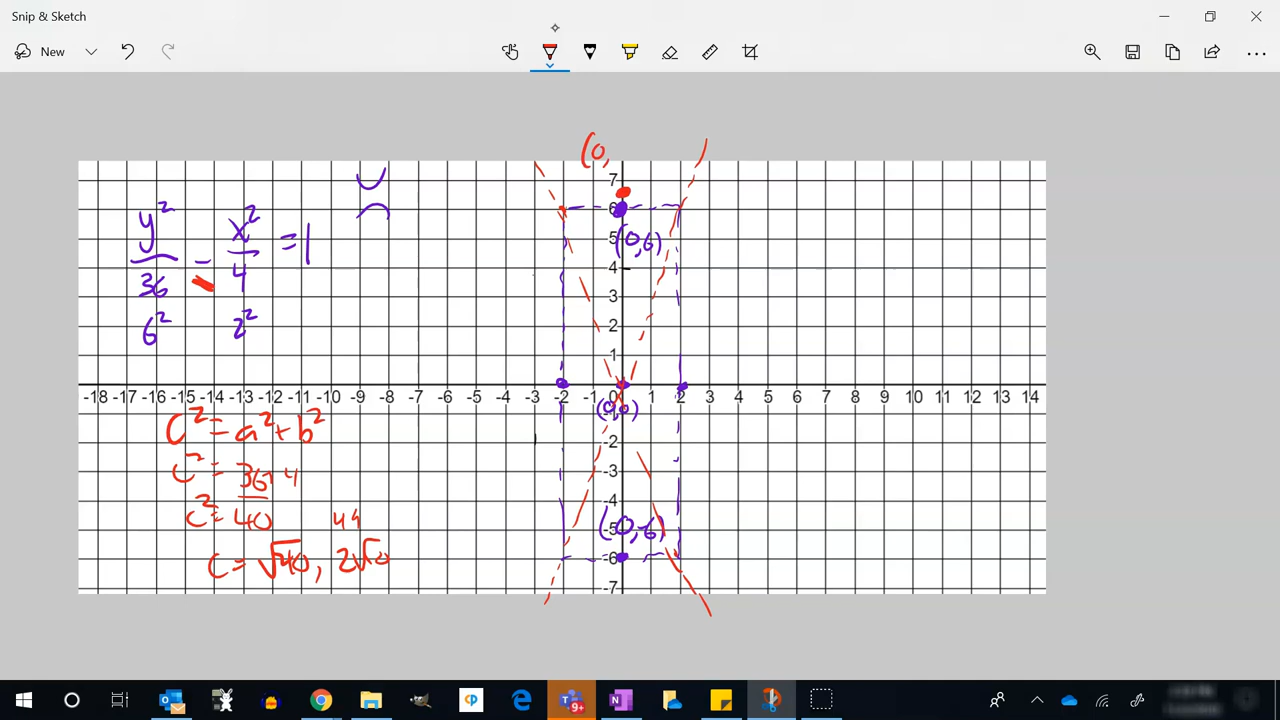 Snip & Sketch
New
(0,
y² x²
— - — =1
36 4
6² 2²
7
6
5
(0,6)
4
3
2
1
-18 -17 -16 -15 -14 -13 -12 -11 -10 -9 -8 -7 -6 -5 -4 -3 -2 -1 0 1 2 3 4 5 6 7 8 9 10 11 12 13 14
(0,0)
-2
-3
-4
-5
(0,-6)
-6
-7
c² = a² + b²
c² = 36+4
c² = 40
c = √40, 2√10
9+